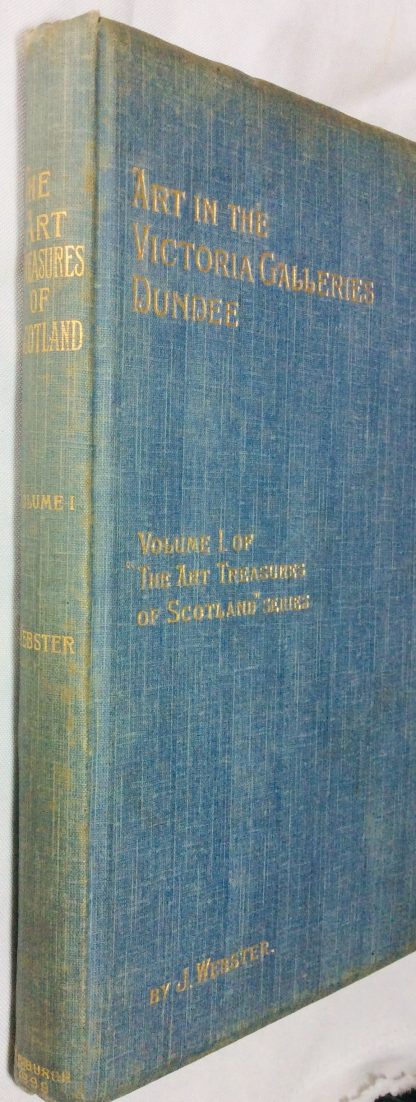 THE
ART
TREASURES
OF
SCOTLAND
VOLUME I
WEBSTER
ART IN THE
VICTORIA GALLERIES
DUNDEE
VOLUME I. OF
"THE ART TREASURES
OF SCOTLAND" SERIES
BY J. WEBSTER.